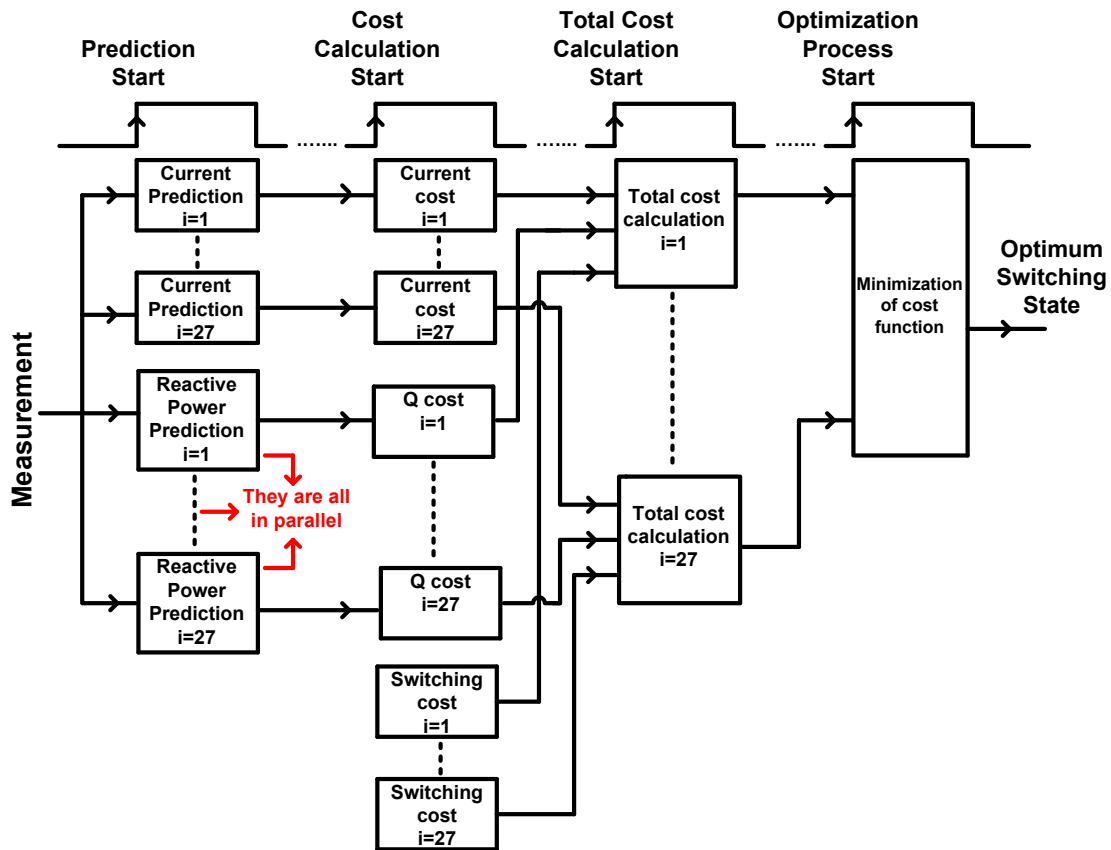 Prediction
Start
Cost
Calculation
Start
Total Cost
Calculation
Start
Optimization
Process
Start
.......
.......
.......
Measurement
Current
Prediction
i=1
Current
Prediction
i=27
Reactive
Power
Prediction
i=1
They are all
in parallel
Reactive
Power
Prediction
i=27
Current
cost
i=1
Current
cost
i=27
Q cost
i=1
Q cost
i=27
Switching
cost
i=1
Switching
cost
i=27
Total cost
calculation
i=1
Total cost
calculation
i=27
Minimization
of cost
function
Optimum
Switching
State